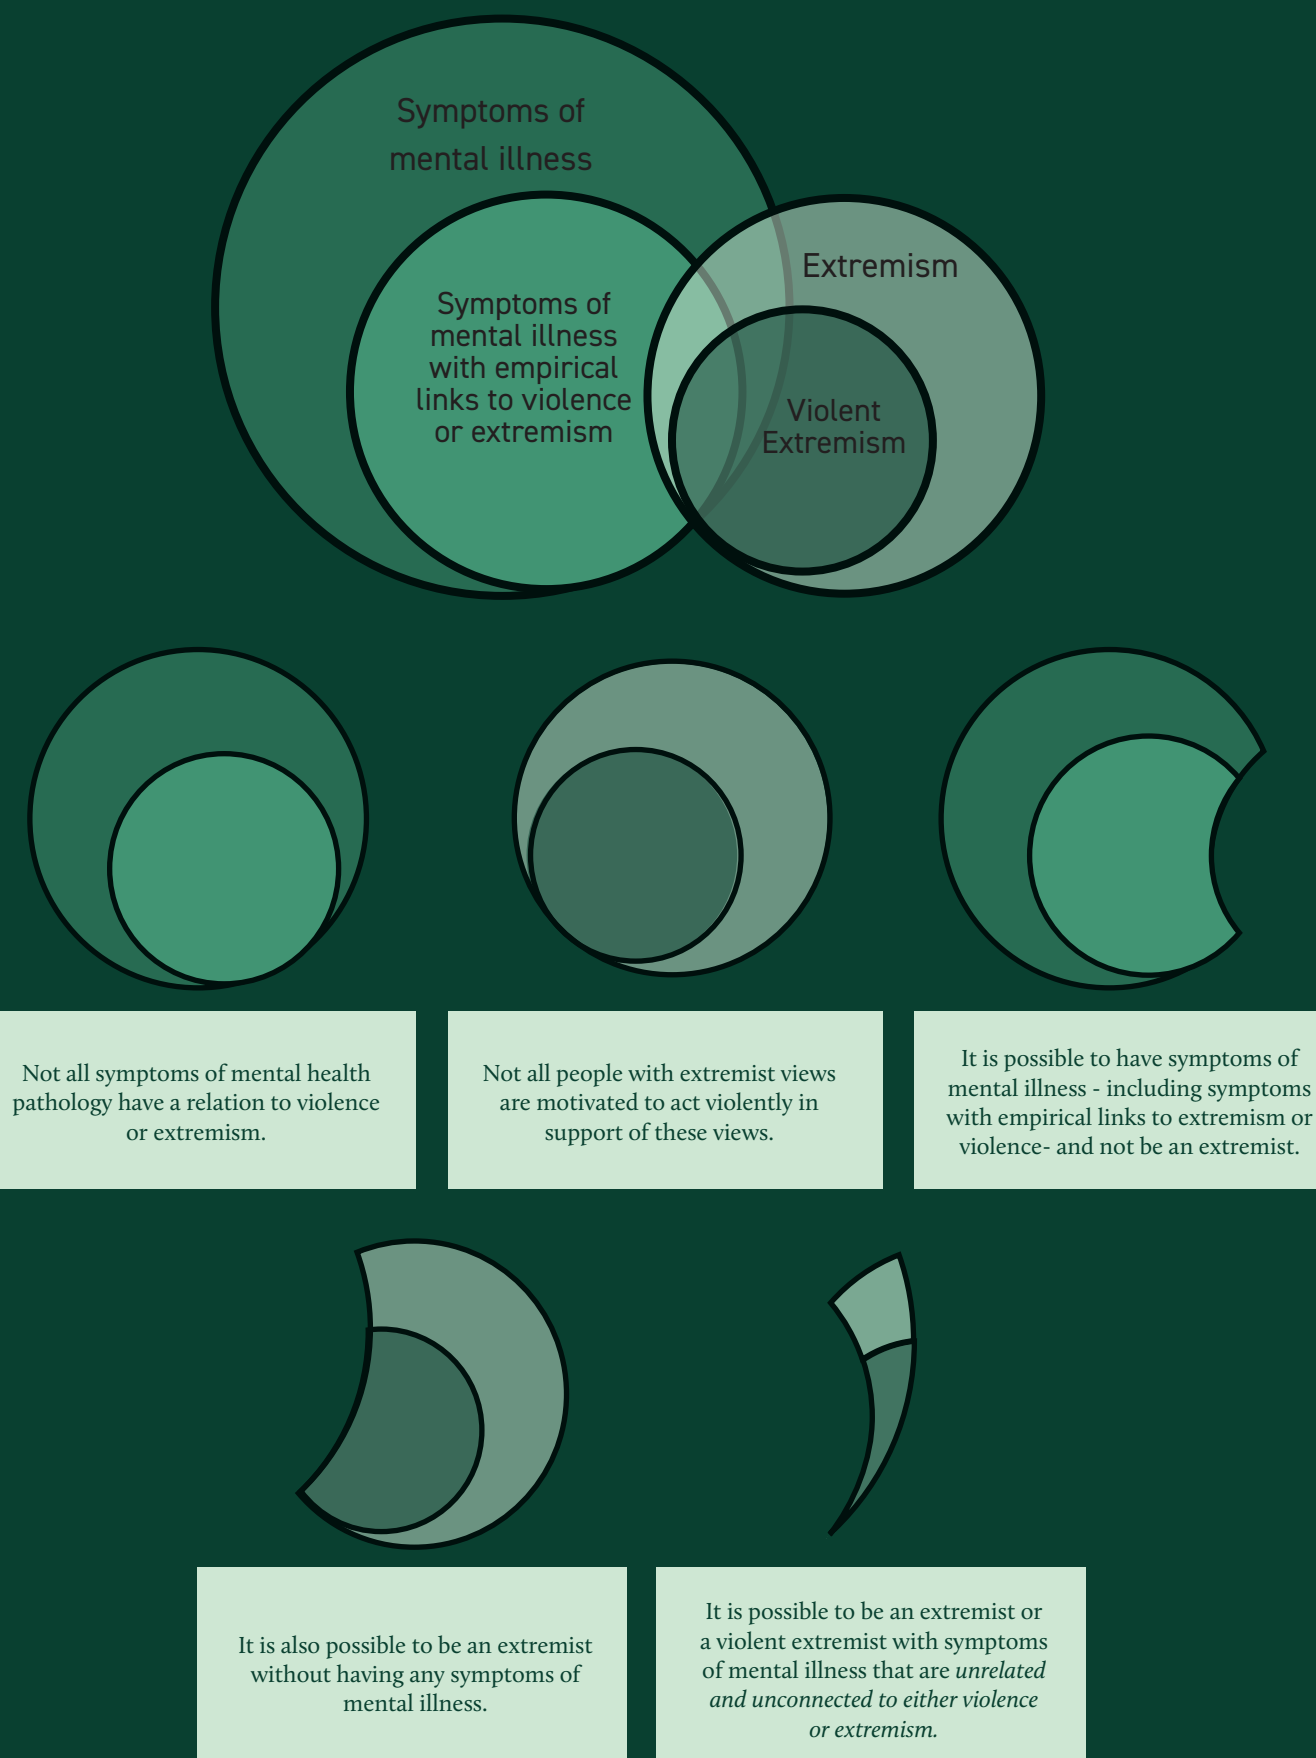 Symptoms of
mental illness
Extremism
Symptoms of
mental illness
with empirical
links to violence
or extremism
Violent
Extremism
Not all symptoms of mental health
pathology have a relation to violence
or extremism.
Not all people with extremist views
are motivated to act violently in
support of these views.
It is possible to have symptoms of
mental illness - including symptoms
with empirical links to extremism or
violence- and not be an extremist.
It is also possible to be an extremist
without having any symptoms of
mental illness.
It is possible to be an extremist or
a violent extremist with symptoms
of mental illness that are unrelated
and unconnected to either violence
or extremism.